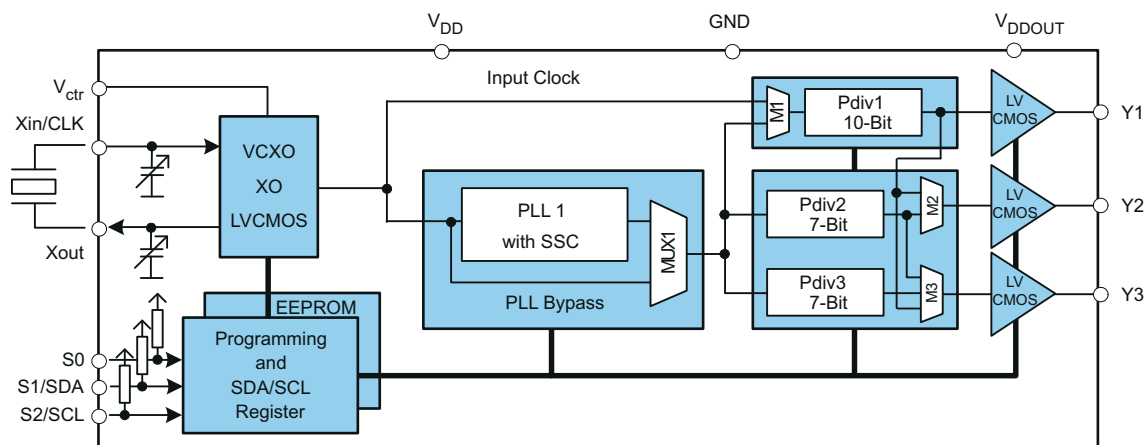 VDD
GND
VDDOUT
Vctr
Input Clock
Xin/CLK
Xout
VCXO
XO
LVCMOS
PLL 1
with SSC
MUX1
PLL Bypass
M1
Pdiv1
10-Bit
LV
CMOS
Y1
Pdiv2
7-Bit
M2
LV
CMOS
Y2
Pdiv3
7-Bit
M3
LV
CMOS
Y3
EEPROM
Programming
and
SDA/SCL
Register
S0
S1/SDA
S2/SCL